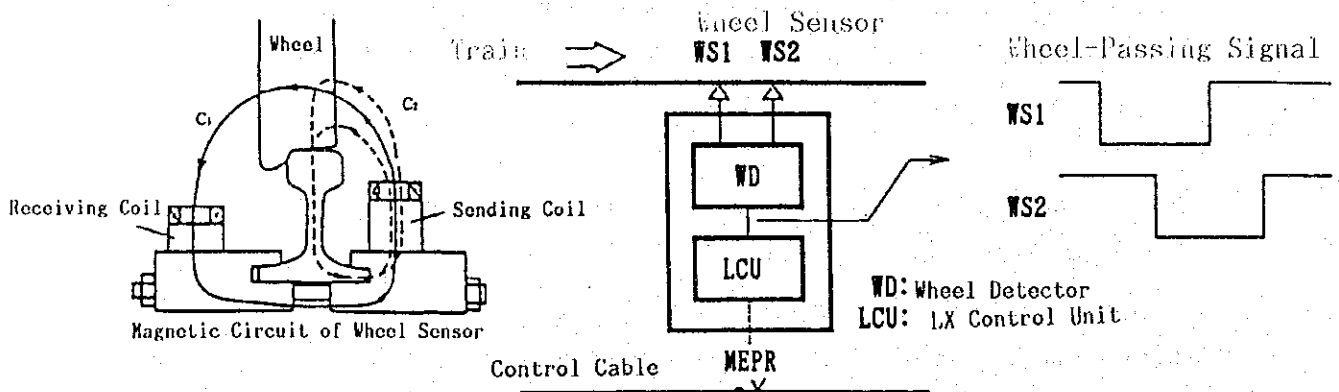 Wheel
C₁
C₂
Receiving Coil
Sending Coil
Magnetic Circuit of Wheel Sensor
Wheel Sensor
Train
WS1 WS2
WD
LCU
WD: Wheel Detector
LCU: LX Control Unit
MEPR
Control Cable
Wheel-Passing Signal
WS1
WS2